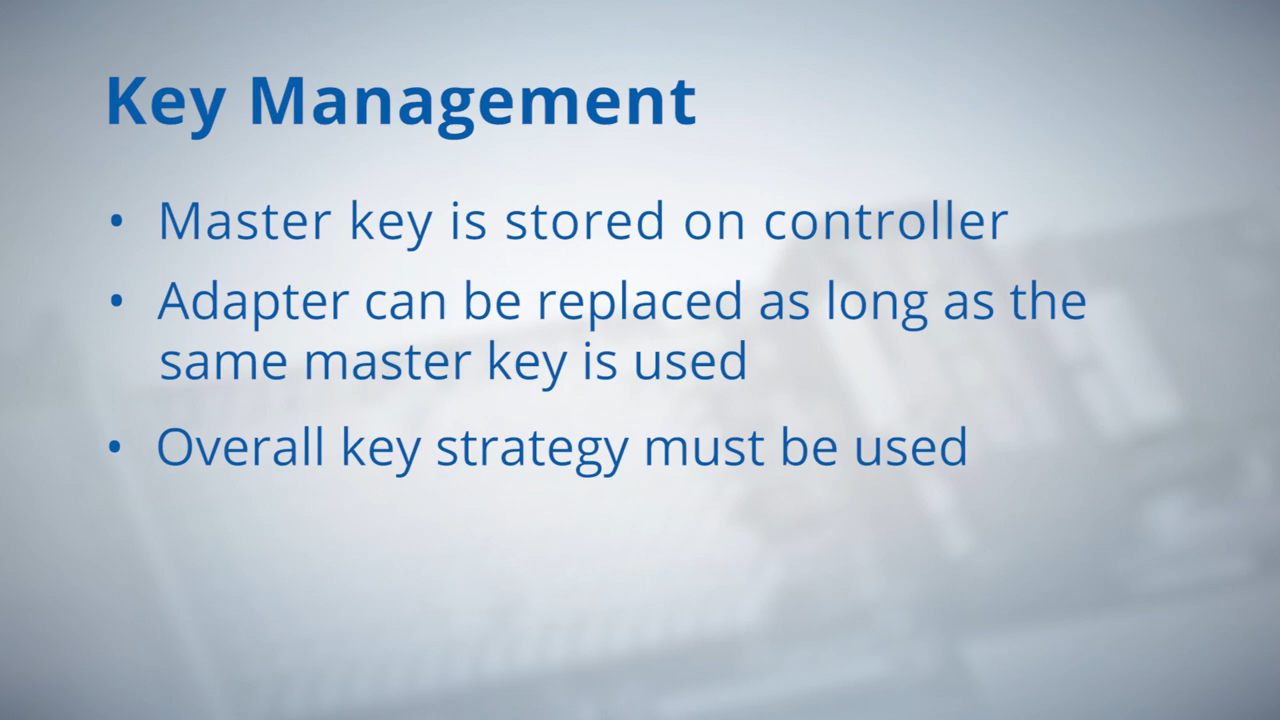 Key Management
• Master key is stored on controller
• Adapter can be replaced as long as the
same master key is used
• Overall key strategy must be used